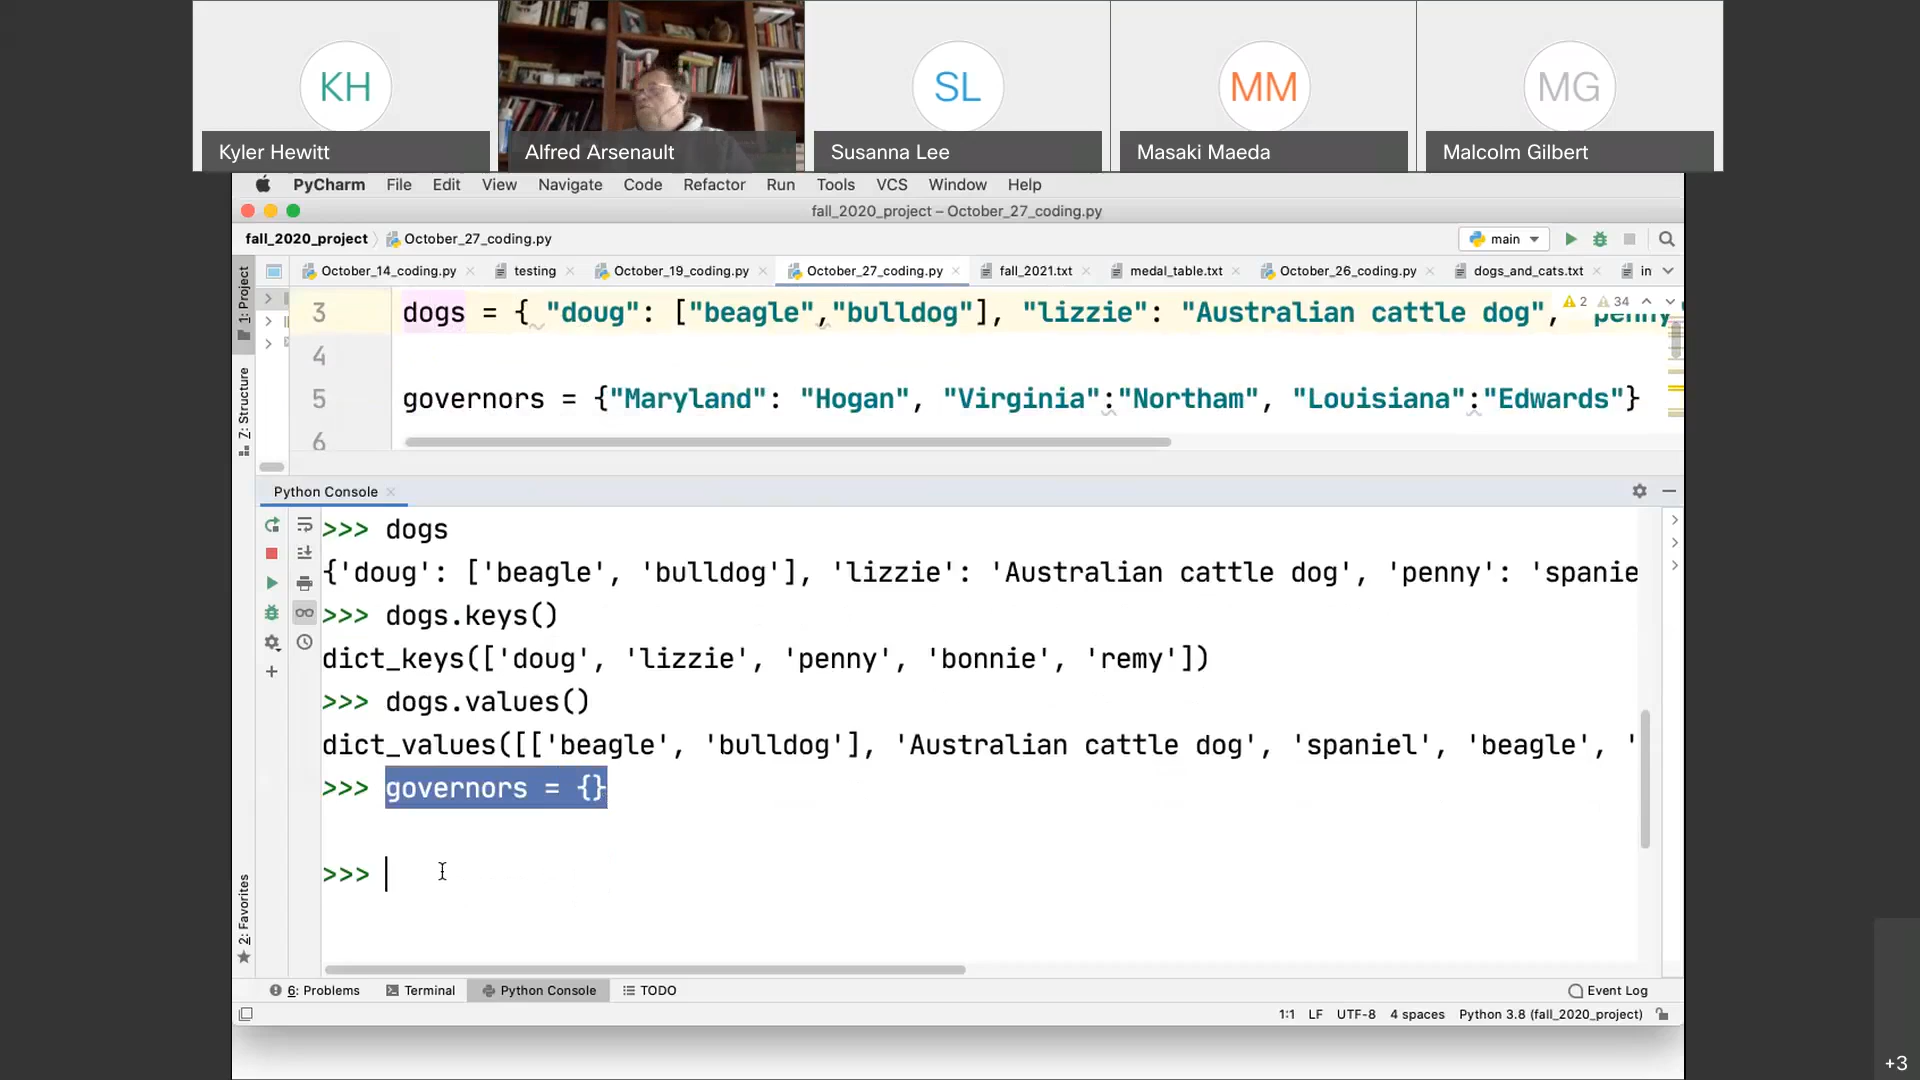 KH
SL
MM
MG
Kyler Hewitt
Alfred Arsenault
Susanna Lee
Masaki Maeda
Malcolm Gilbert
PyCharm File Edit View Navigate Code Refactor Run Tools VCS Window Help
fall_2020_project – October_27_coding.py
fall_2020_project October_27_coding.py
main
October_14_coding.py testing October_19_coding.py October_27_coding.py fall_2021.txt medal_table.txt October_26_coding.py dogs_and_cats.txt in
1: Project
Z: Structure
2: Favorites
3 dogs = { "doug": ["beagle","bulldog"], "lizzie": "Australian cattle dog", "penny"
2 34
4
5 governors = {"Maryland": "Hogan", "Virginia":"Northam", "Louisiana":"Edwards"}
6
Python Console
>>> dogs
{'doug': ['beagle', 'bulldog'], 'lizzie': 'Australian cattle dog', 'penny': 'spanie
>>> dogs.keys()
dict_keys(['doug', 'lizzie', 'penny', 'bonnie', 'remy'])
>>> dogs.values()
dict_values([['beagle', 'bulldog'], 'Australian cattle dog', 'spaniel', 'beagle', '
>>> governors = {}
>>>
6: Problems Terminal Python Console TODO Event Log
1:1 LF UTF-8 4 spaces Python 3.8 (fall_2020_project)
+3